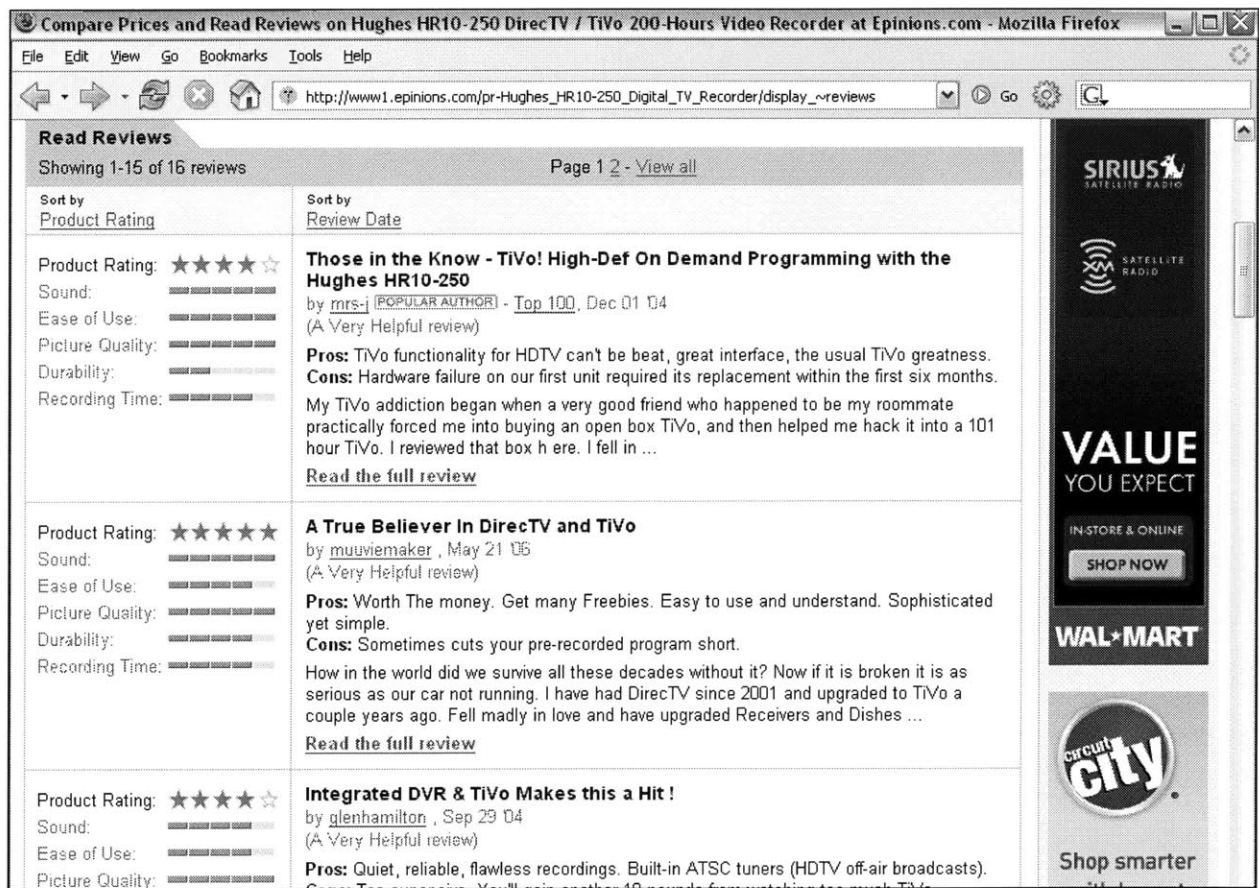 Compare Prices and Read Reviews on Hughes HR10-250 DirecTV / TiVo 200-Hours Video Recorder at Epinions.com - Mozilla Firefox
File Edit View Go Bookmarks Tools Help
http://www1.epinions.com/pr-Hughes_HR10-250_Digital_TV_Recorder/display_~reviews
Go
G
Read Reviews
Showing 1-15 of 16 reviews
Page 1 2 - View all
Sort by
Product Rating
Sort by
Review Date
Product Rating:
Sound:
Ease of Use:
Picture Quality:
Durability:
Recording Time:
Those in the Know - TiVo! High-Def On Demand Programming with the
Hughes HR10-250
by mrs-j POPULAR AUTHOR - Top 100, Dec 01 '04
(A Very Helpful review)
Pros: TiVo functionality for HDTV can't be beat, great interface, the usual TiVo greatness.
Cons: Hardware failure on our first unit required its replacement within the first six months.
My TiVo addiction began when a very good friend who happened to be my roommate
practically forced me into buying an open box TiVo, and then helped me hack it into a 101
hour TiVo. I reviewed that box h ere. I fell in ...
Read the full review
Product Rating:
Sound:
Ease of Use:
Picture Quality:
Durability:
Recording Time:
A True Believer In DirecTV and TiVo
by muuviemaker , May 21 '06
(A Very Helpful review)
Pros: Worth The money. Get many Freebies. Easy to use and understand. Sophisticated
yet simple.
Cons: Sometimes cuts your pre-recorded program short.
How in the world did we survive all these decades without it? Now if it is broken it is as
serious as our car not running. I have had DirecTV since 2001 and upgraded to TiVo a
couple years ago. Fell madly in love and have upgraded Receivers and Dishes ...
Read the full review
Product Rating:
Sound:
Ease of Use:
Picture Quality:
Integrated DVR & TiVo Makes this a Hit !
by glenhamilton , Sep 29 '04
(A Very Helpful review)
Pros: Quiet, reliable, flawless recordings. Built-in ATSC tuners (HDTV off-air broadcasts).
SIRIUS
SATELLITE RADIO
XM SATELLITE
RADIO
VALUE
YOU EXPECT
IN-STORE & ONLINE
SHOP NOW
WAL★MART
circuit
city
Shop smarter